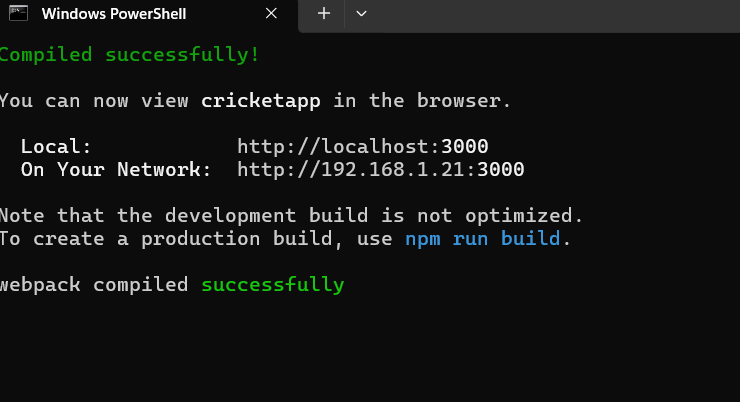 Windows PowerShell
Compiled successfully!
You can now view cricketapp in the browser.
Local: http://localhost:3000
On Your Network: http://192.168.1.21:3000
Note that the development build is not optimized.
To create a production build, use npm run build.
webpack compiled successfully